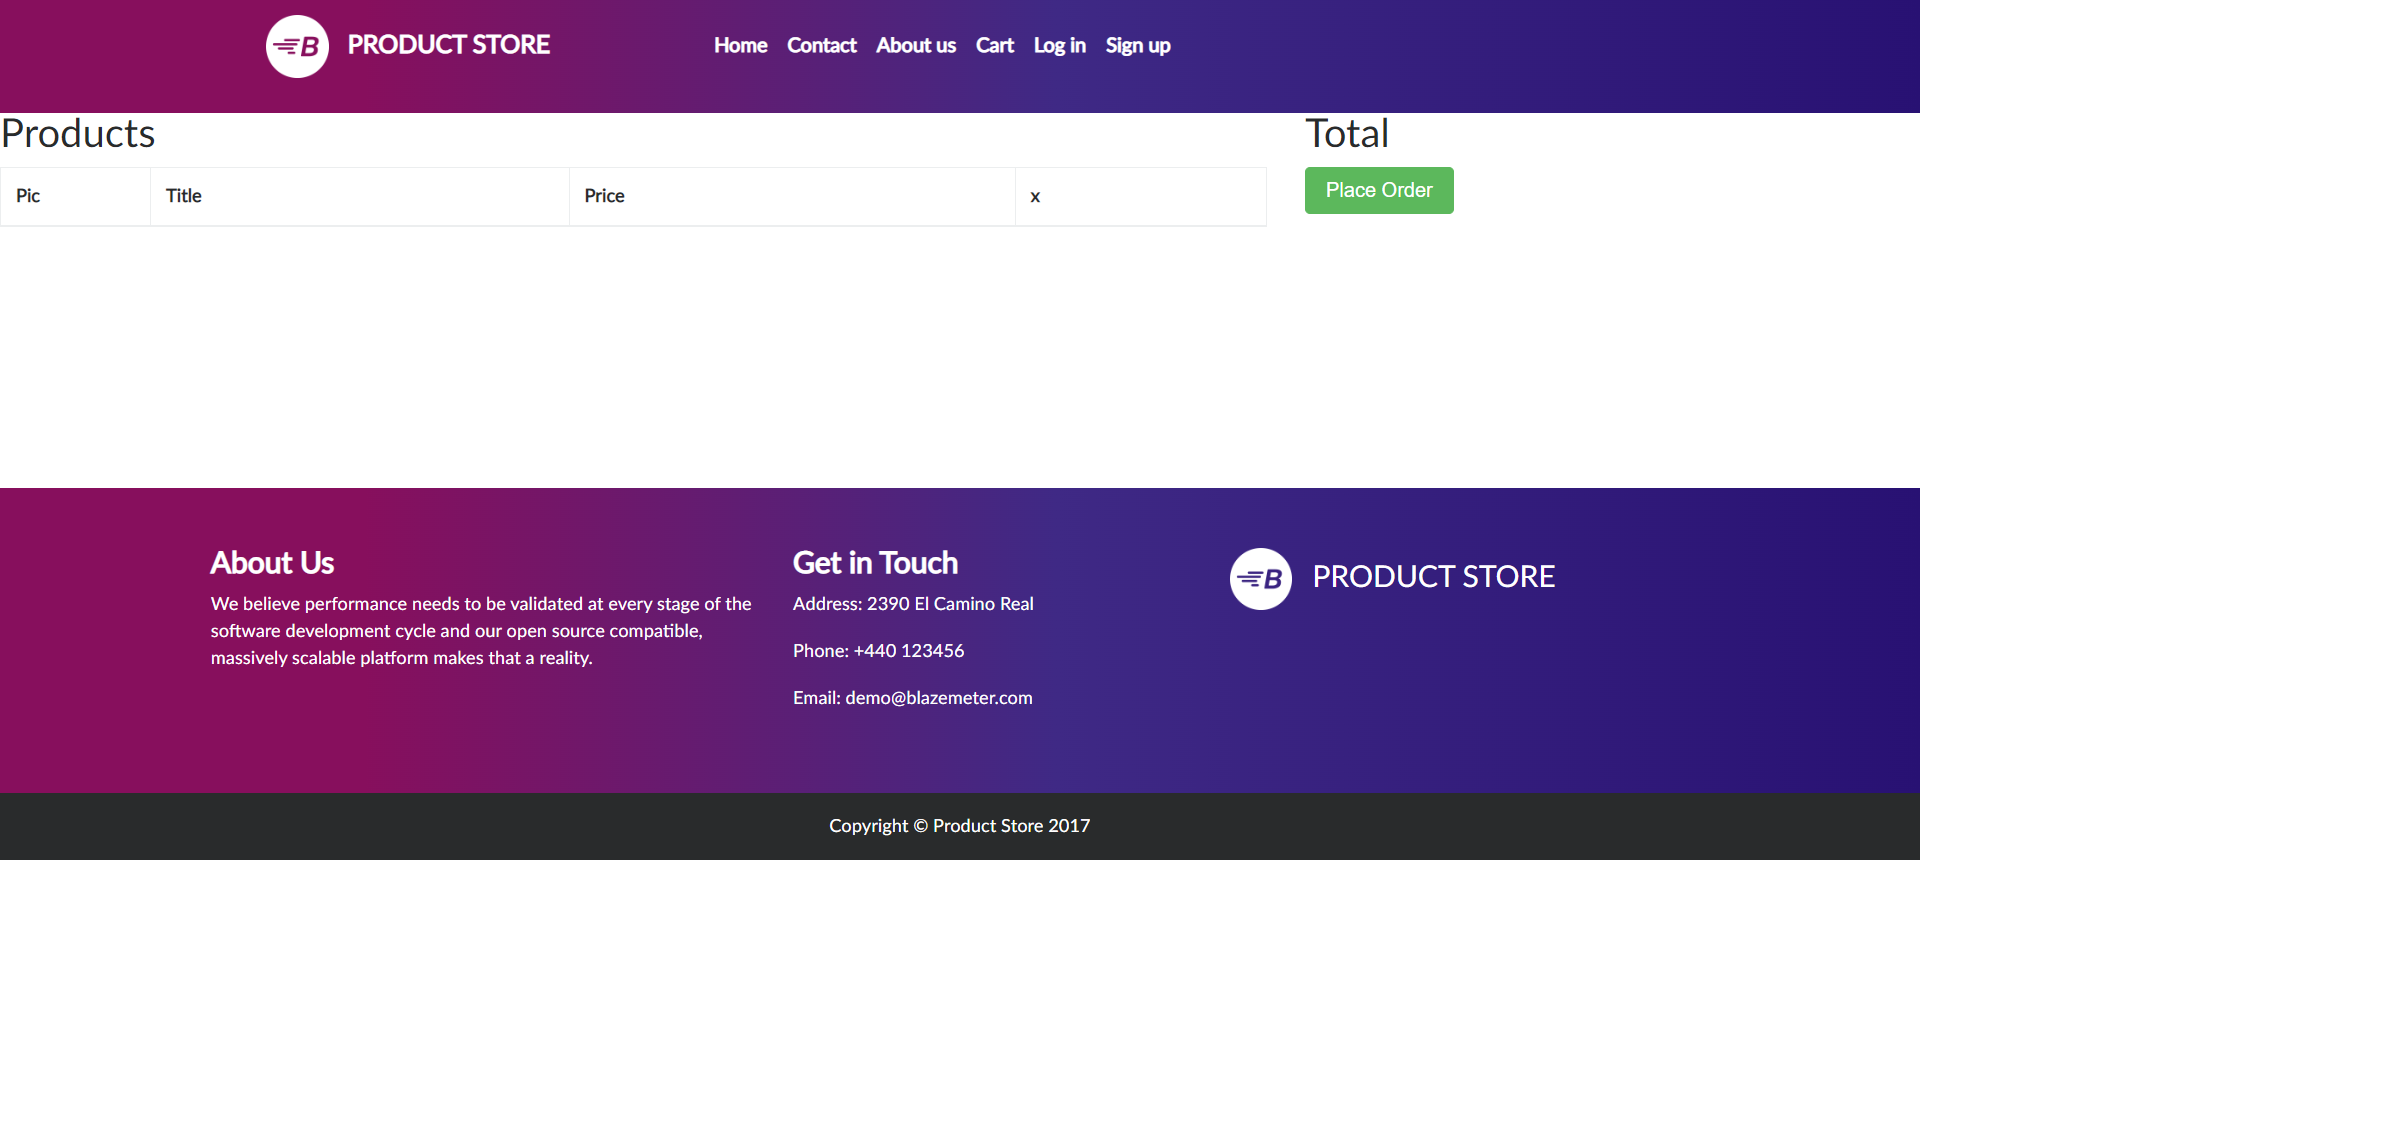 B PRODUCT STORE Home Contact About us Cart Log in Sign up
Products
Total
Pic Title Price x
Place Order
About Us
We believe performance needs to be validated at every stage of the
software development cycle and our open source compatible,
massively scalable platform makes that a reality.
Get in Touch
Address: 2390 El Camino Real
Phone: +440 123456
Email: demo@blazemeter.com
B PRODUCT STORE
Copyright © Product Store 2017